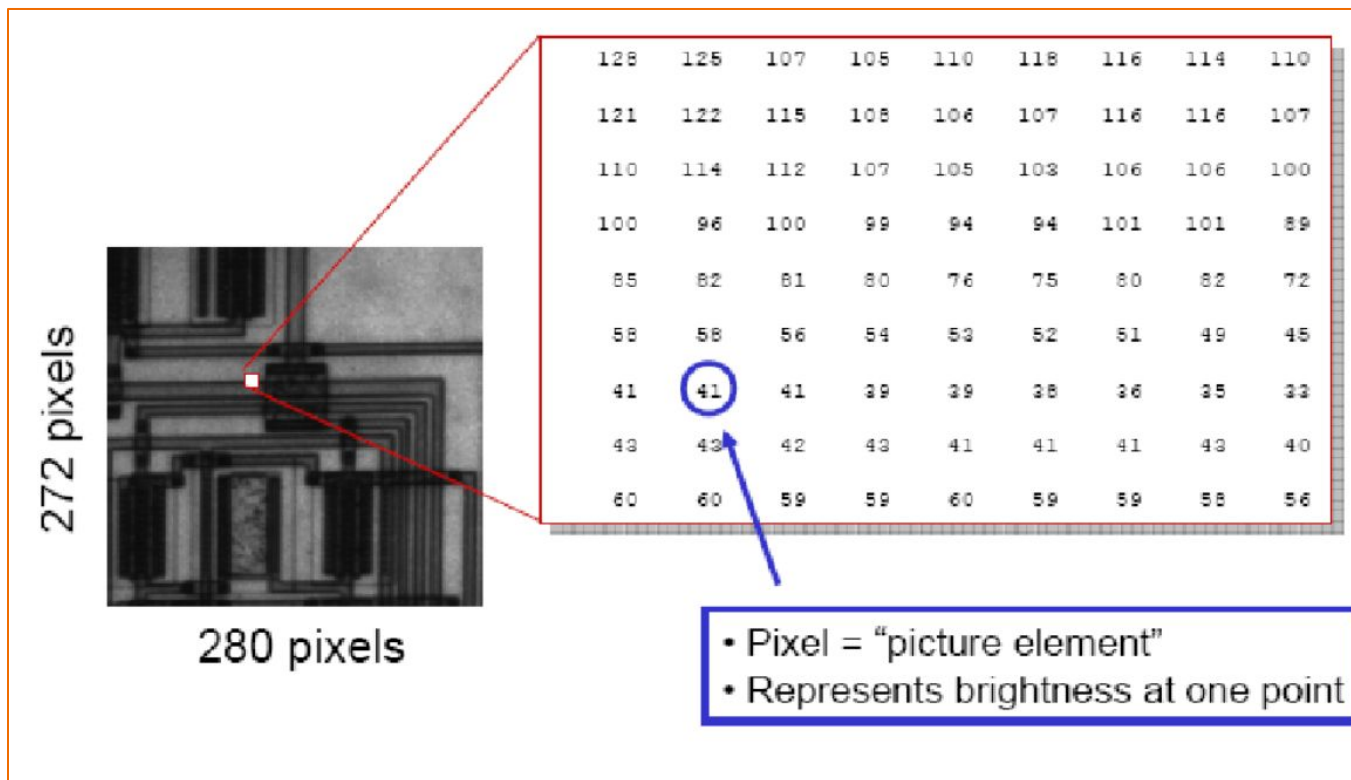 128 125 107 105 110 118 116 114 110
121 122 115 108 106 107 116 116 107
110 114 112 107 105 103 106 106 100
100 96 100 99 94 94 101 101 89
85 82 81 80 76 75 80 82 72
58 58 56 54 53 52 51 49 45
41 41 41 39 39 38 36 35 33
43 43 42 43 41 41 41 43 40
60 60 59 59 60 59 59 58 56
272 pixels
280 pixels
• Pixel = “picture element”
• Represents brightness at one point